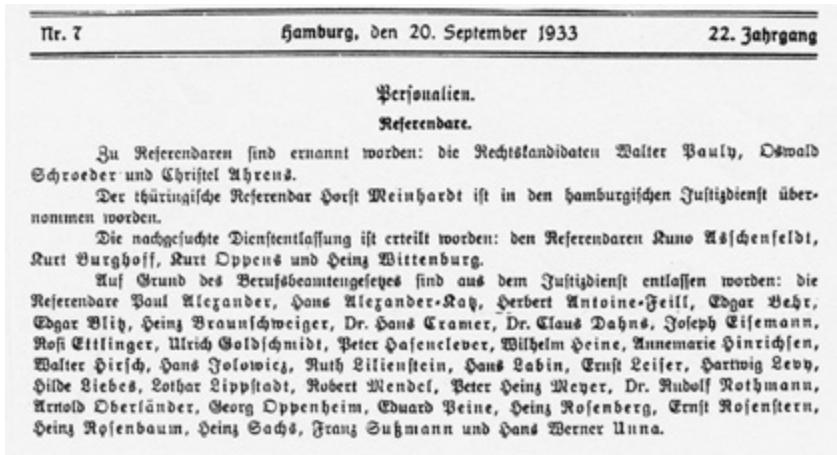 Nr. 7 Hamburg, den 20. September 1933 22. Jahrgang
Personalien.
Referendare.
Zu Referendaren sind ernannt worden: die Rechtskandidaten Walter Pauly, Oswald
Schroeder und Christel Ahrens.
Der thüringische Referendar Horst Meinhardt ist in den hamburgischen Justizdienst über-
nommen worden.
Die nachgesuchte Dienstentlassung ist erteilt worden: den Referendaren Kuno Asschenfeldt,
Kurt Burghoff, Kurt Oppens und Heinz Wittenburg.
Auf Grund des Berufsbeamtengesetzes sind aus dem Justizdienst entlassen worden: die
Referendare Paul Alexander, Hans Alexander-Katz, Herbert Antoine-Feill, Edgar Behr,
Edgar Blitz, Heinz Braunschweiger, Dr. Hans Cramer, Dr. Claus Dahns, Joseph Eisemann,
Rosi Ettlinger, Ulrich Goldschmidt, Peter Hasenclever, Wilhelm Heine, Annemarie Hinrichsen,
Walter Hirsch, Hans Jolowicz, Ruth Lilienstein, Hans Labin, Ernst Leiser, Hartwig Levy,
Hilde Liebes, Lothar Lippstadt, Robert Mendel, Peter Heinz Meyer, Dr. Rudolf Nothmann,
Arnold Oberländer, Georg Oppenheim, Eduard Peine, Heinz Rosenberg, Ernst Rosenstern,
Heinz Rosenbaum, Heinz Sachs, Franz Sußmann und Hans Werner Unna.